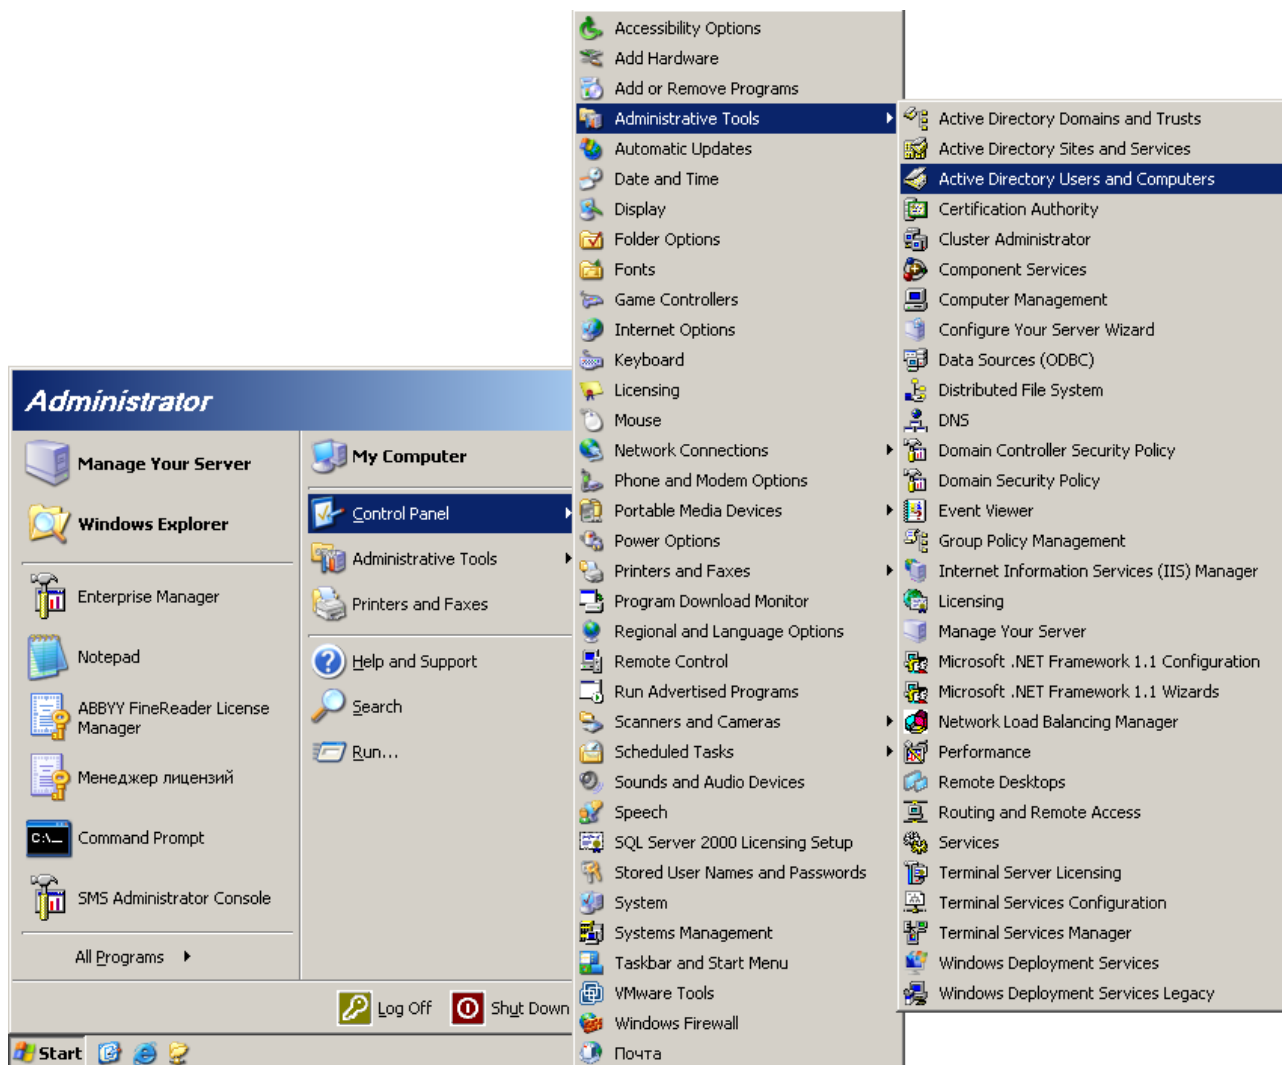 Administrator
Manage Your Server
Windows Explorer
Enterprise Manager
Notepad
ABBYY FineReader License
Manager
Менеджер лицензий
C:\_
Command Prompt
SMS Administrator Console
All Programs
My Computer
Control Panel
Administrative Tools
Printers and Faxes
Help and Support
Search
Run...
Log Off
Shut Down
Start
Accessibility Options
Add Hardware
Add or Remove Programs
Administrative Tools
Automatic Updates
Date and Time
Display
Folder Options
Fonts
Game Controllers
Internet Options
Keyboard
Licensing
Mouse
Network Connections
Phone and Modem Options
Portable Media Devices
Power Options
Printers and Faxes
Program Download Monitor
Regional and Language Options
Remote Control
Run Advertised Programs
Scanners and Cameras
Scheduled Tasks
Sounds and Audio Devices
Speech
SQL Server 2000 Licensing Setup
Stored User Names and Passwords
System
Systems Management
Taskbar and Start Menu
VMware Tools
Windows Firewall
Почта
Active Directory Domains and Trusts
Active Directory Sites and Services
Active Directory Users and Computers
Certification Authority
Cluster Administrator
Component Services
Computer Management
Configure Your Server Wizard
Data Sources (ODBC)
Distributed File System
DNS
Domain Controller Security Policy
Domain Security Policy
Event Viewer
Group Policy Management
Internet Information Services (IIS) Manager
Licensing
Manage Your Server
Microsoft .NET Framework 1.1 Configuration
Microsoft .NET Framework 1.1 Wizards
Network Load Balancing Manager
Performance
Remote Desktops
Routing and Remote Access
Services
Terminal Server Licensing
Terminal Services Configuration
Terminal Services Manager
Windows Deployment Services
Windows Deployment Services Legacy